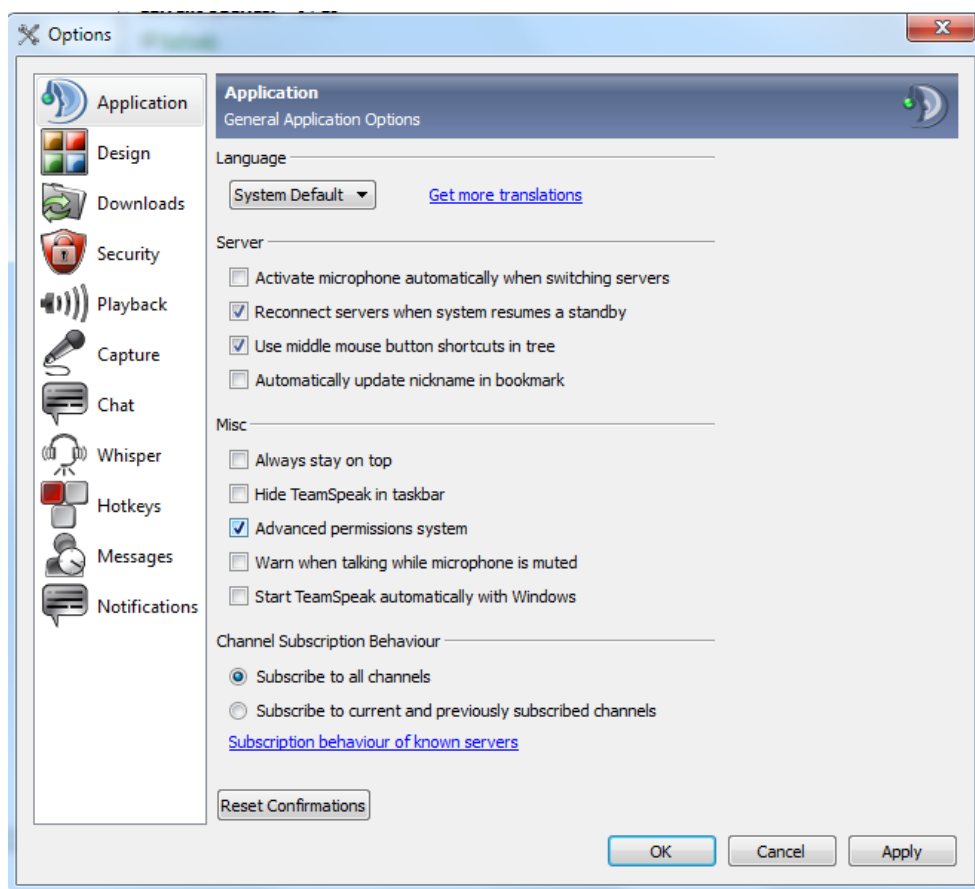 Options
Application
Design
Downloads
Security
Playback
Capture
Chat
Whisper
Hotkeys
Messages
Notifications
Application
General Application Options
Language
System Default
Get more translations
Server
Activate microphone automatically when switching servers
Reconnect servers when system resumes a standby
Use middle mouse button shortcuts in tree
Automatically update nickname in bookmark
Misc
Always stay on top
Hide TeamSpeak in taskbar
Advanced permissions system
Warn when talking while microphone is muted
Start TeamSpeak automatically with Windows
Channel Subscription Behaviour
Subscribe to all channels
Subscribe to current and previously subscribed channels
Subscription behaviour of known servers
Reset Confirmations
OK
Cancel
Apply